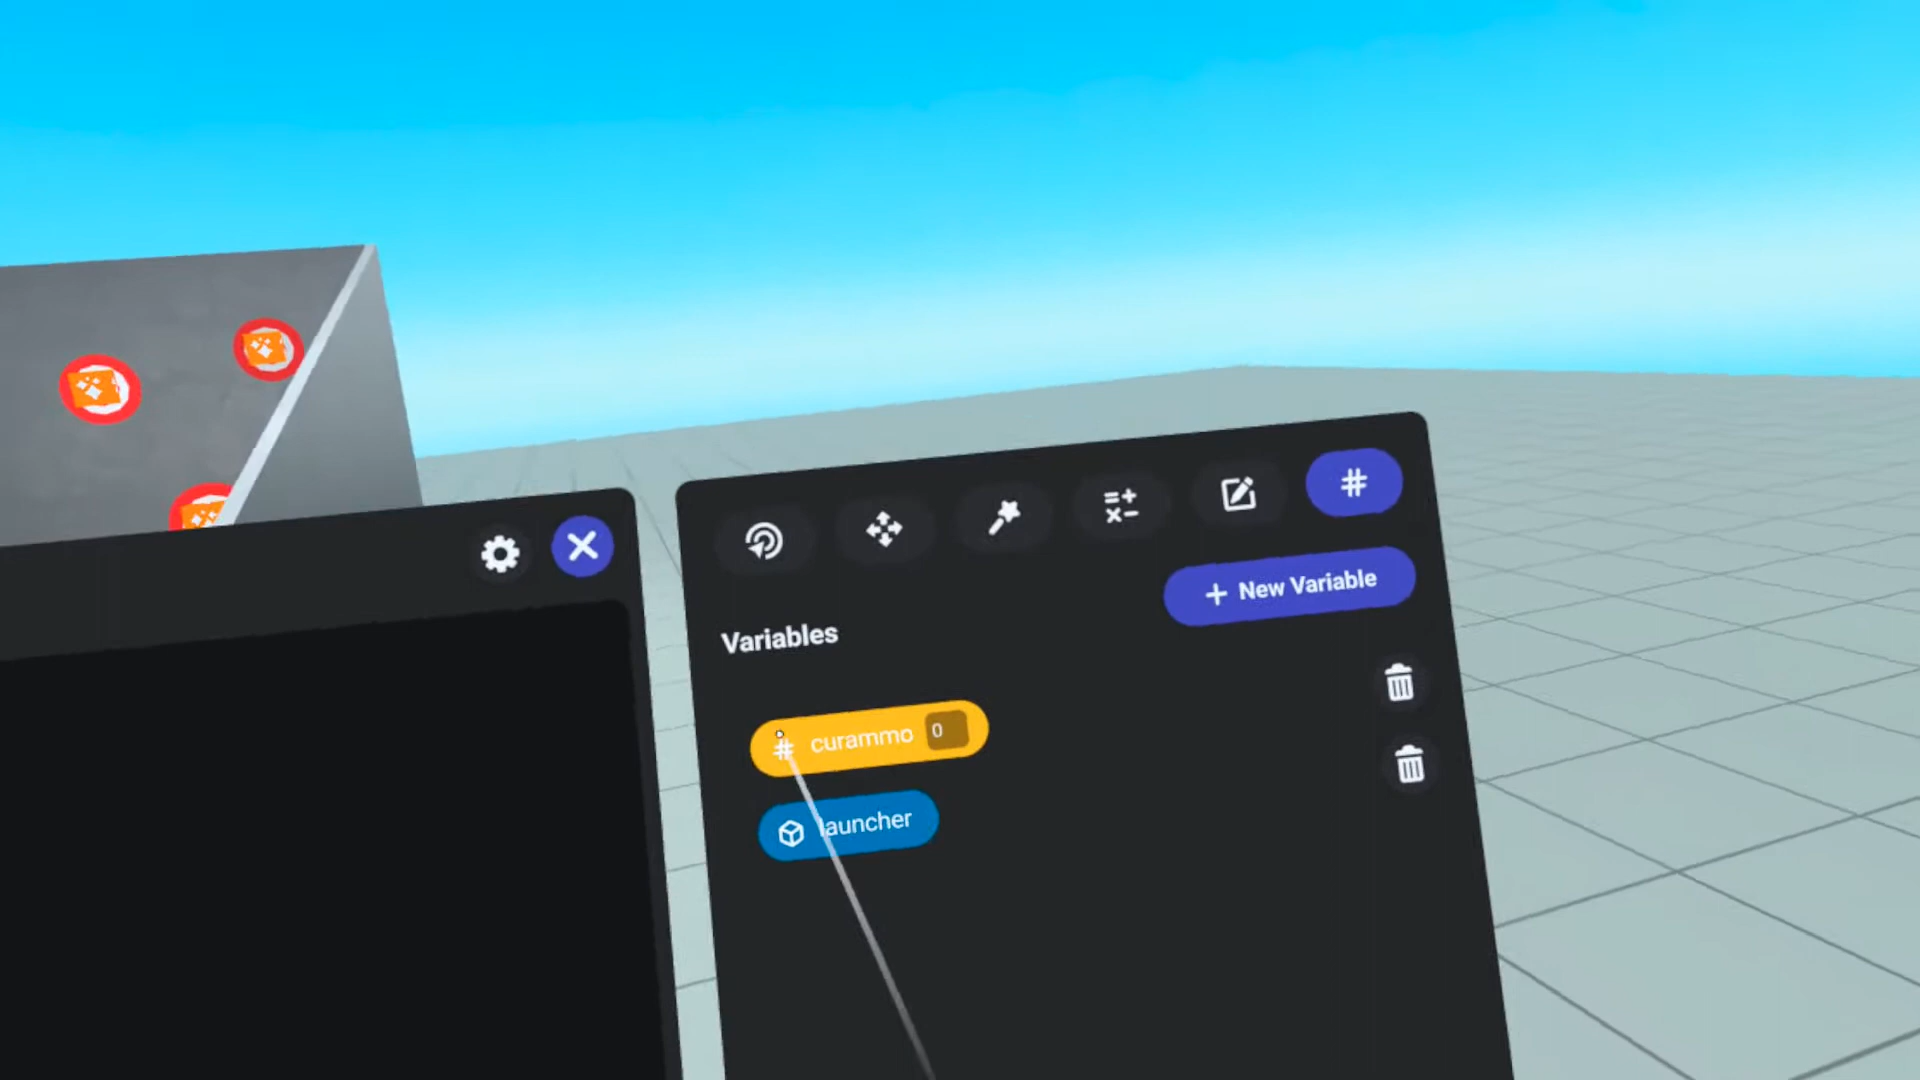 + New Variable
Variables
# curammo 0
launcher